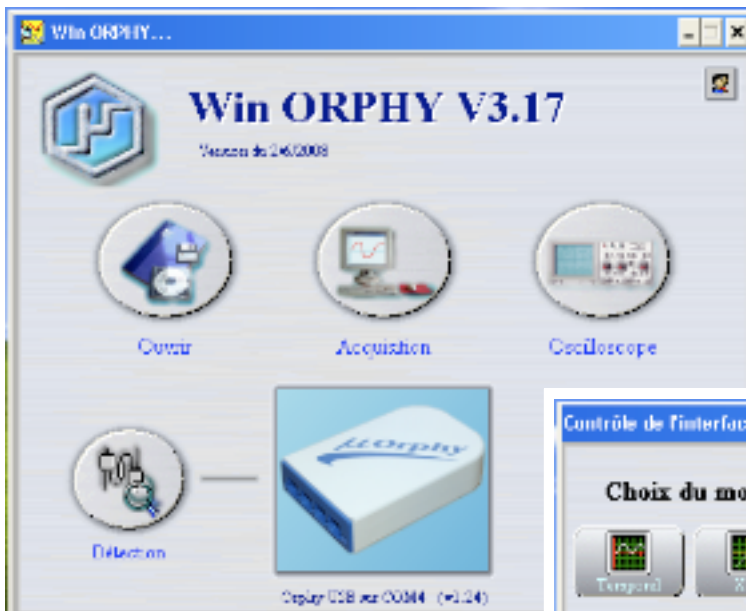 Win ORPHY...
Win ORPHY V3.17
Version du 2/6/2008
Ouvrir
Acquisition
Oscilloscope
µOrphy
Contrôle de l'interfac
Choix du mo
Temporel
X
Détection
Orphy USB sur COM4 (v1.24)